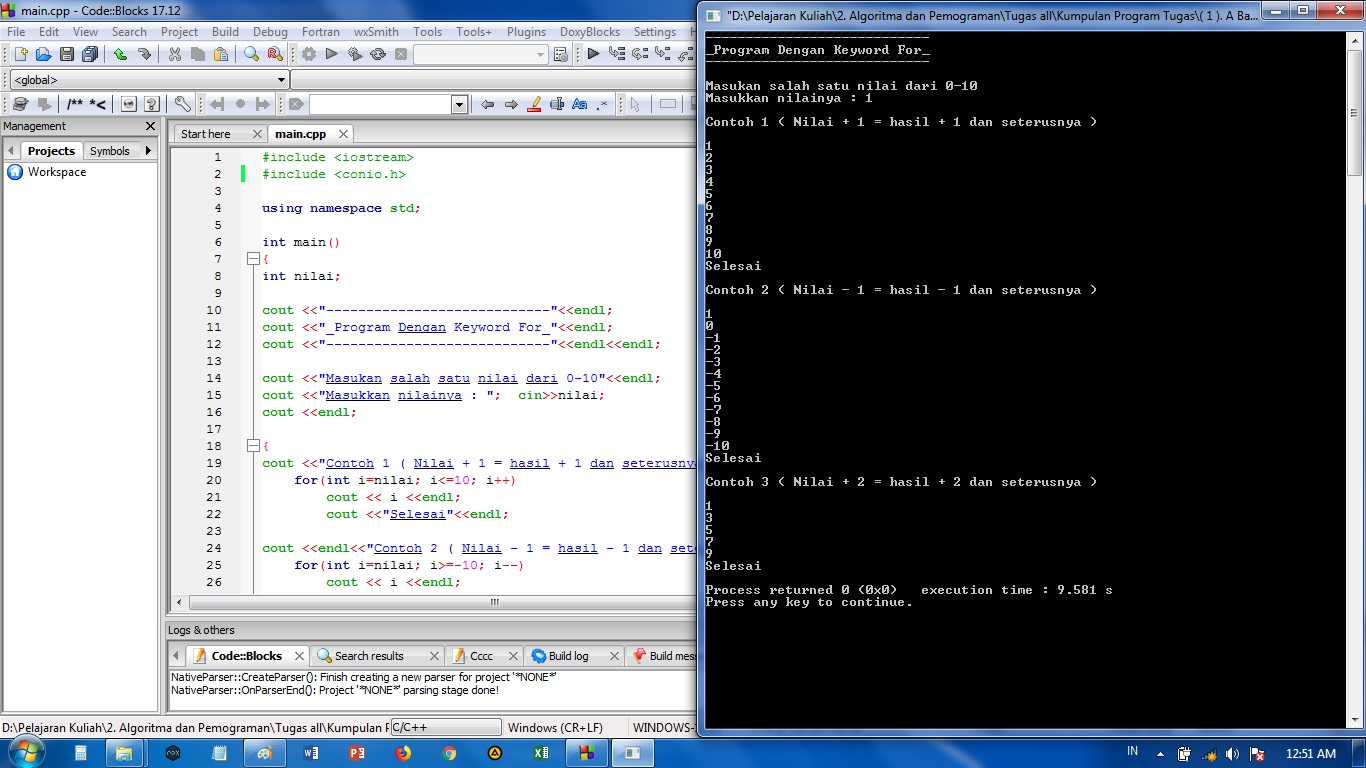 main.cpp - Code::Blocks 17.12
File Edit View Search Project Build Debug Fortran wxSmith Tools Tools+ Plugins DoxyBlocks Settings
<global>
/** *<
Aa .*
Management
Projects Symbols
Workspace
Start here main.cpp
1 #include <iostream>
2 #include <conio.h>
3
4 using namespace std;
5
6 int main()
7 {
8 int nilai;
9
10 cout <<"----------------------------"<<endl;
11 cout <<"_Program Dengan Keyword For_"<<endl;
12 cout <<"----------------------------"<<endl<<endl;
13
14 cout <<"Masukan salah satu nilai dari 0-10"<<endl;
15 cout <<"Masukkan nilainya : "; cin>>nilai;
16 cout <<endl;
17
18 {
19 cout <<"Contoh 1 ( Nilai + 1 = hasil + 1 dan seterusnya
20 for(int i=nilai; i<=10; i++)
21 cout << i <<endl;
22 cout <<"Selesai"<<endl;
23
24 cout <<endl<<"Contoh 2 ( Nilai - 1 = hasil - 1 dan sete
25 for(int i=nilai; i>=-10; i--)
26 cout << i <<endl;
Logs & others
Code::Blocks Search results Cccc Build log Build mess
NativeParser::CreateParser(): Finish creating a new parser for project '*NONE*'
NativeParser::OnParserEnd(): Project '*NONE*' parsing stage done!
D:\Pelajaran Kuliah\2. Algoritma dan Pemograman\Tugas all\Kumpulan P C/C++ Windows (CR+LF) WINDOWS-
"D:\Pelajaran Kuliah\2. Algoritma dan Pemograman\Tugas all\Kumpulan Program Tugas\( 1 ). A Ba...
----------------------------
_Program Dengan Keyword For_
----------------------------
Masukan salah satu nilai dari 0-10
Masukkan nilainya : 1
Contoh 1 ( Nilai + 1 = hasil + 1 dan seterusnya )
1
2
3
4
5
6
7
8
9
10
Selesai
Contoh 2 ( Nilai - 1 = hasil - 1 dan seterusnya )
1
0
-1
-2
-3
-4
-5
-6
-7
-8
-9
-10
Selesai
Contoh 3 ( Nilai + 2 = hasil + 2 dan seterusnya )
1
3
5
7
9
Selesai
Process returned 0 (0x0) execution time : 9.581 s
Press any key to continue.
IN 12:51 AM